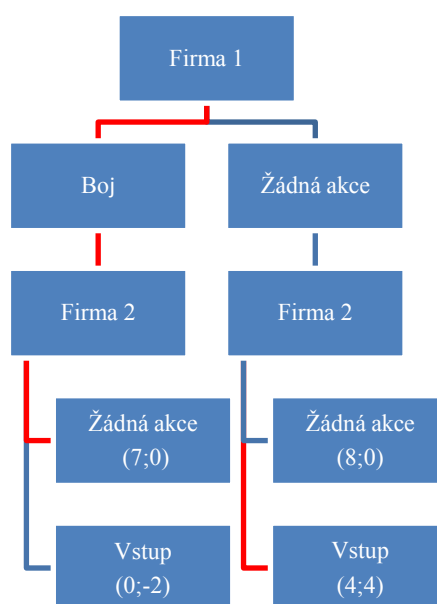 Firma 1
Boj
Žádná akce
Firma 2
Firma 2
Žádná akce
(7;0)
Žádná akce
(8;0)
Vstup
(0;-2)
Vstup
(4;4)